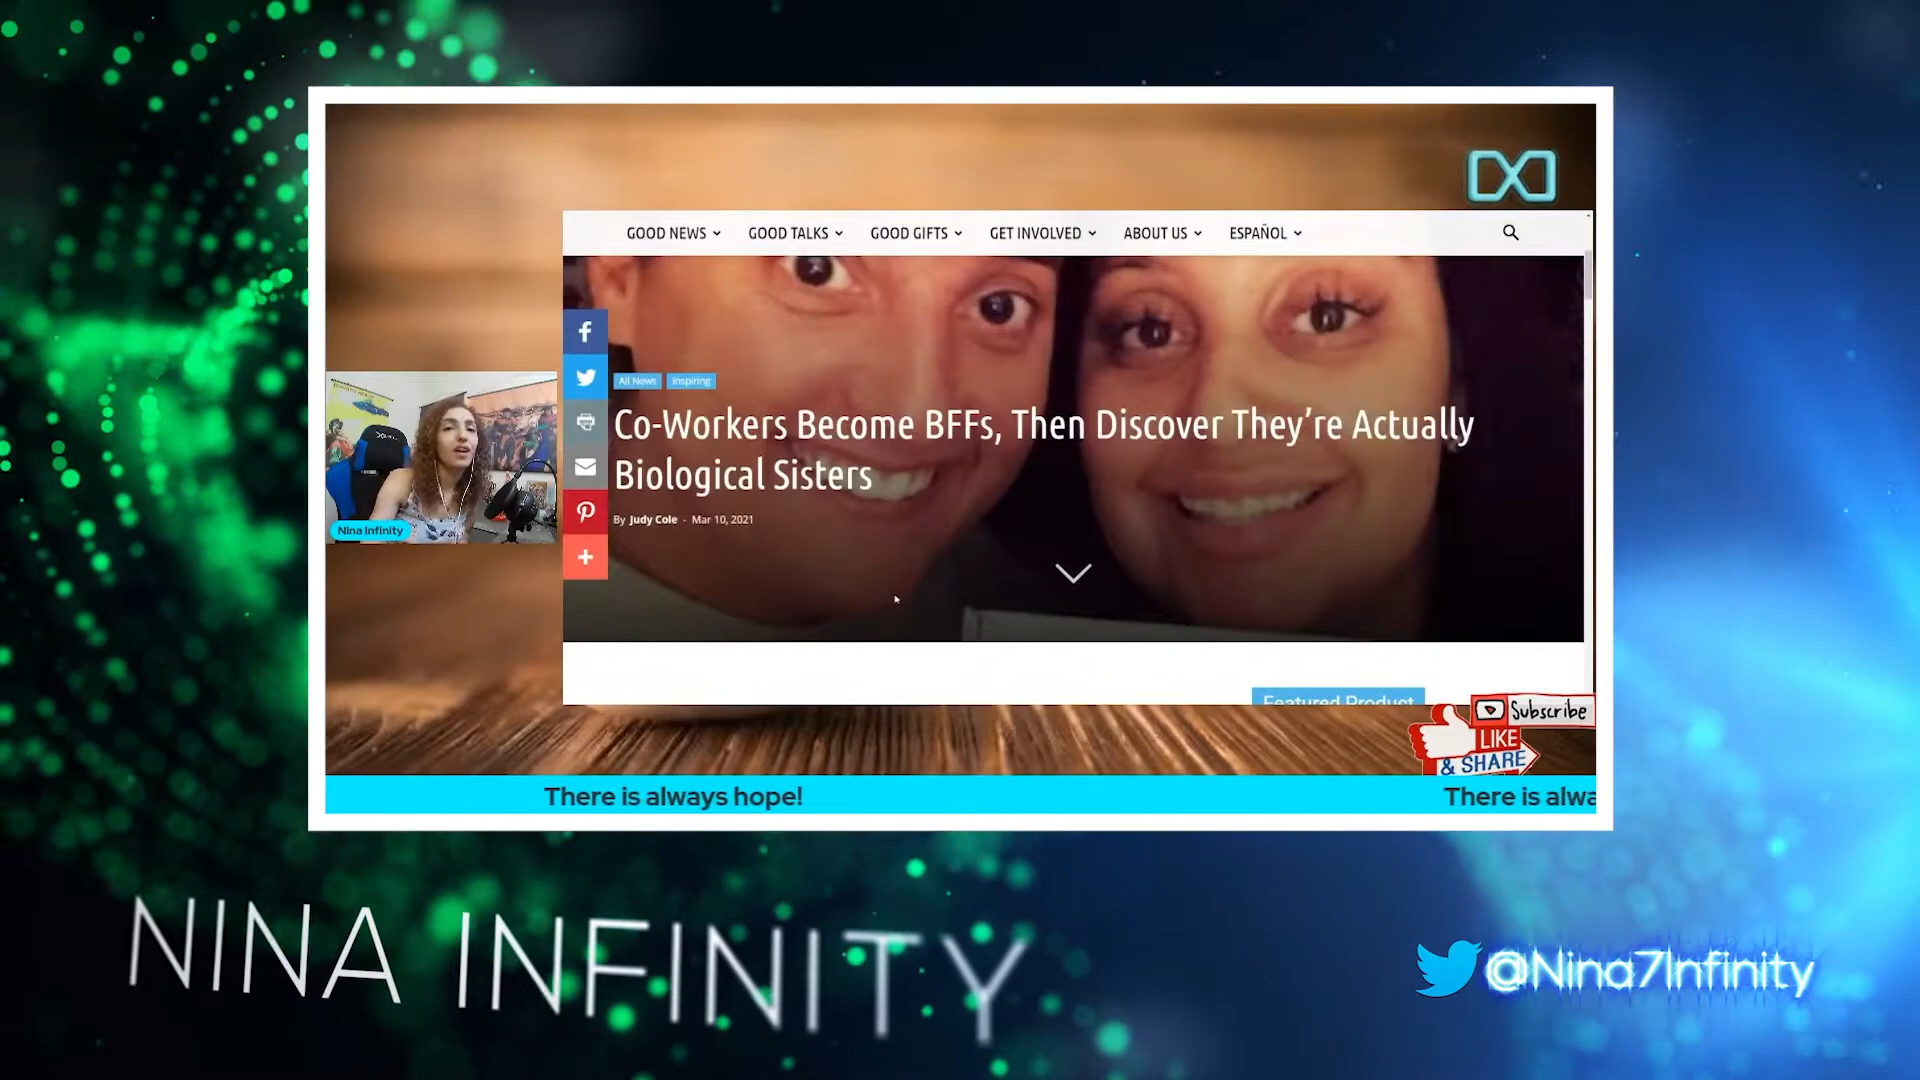 GOOD NEWS GOOD TALKS GOOD GIFTS GET INVOLVED ABOUT US ESPAÑOL
All News Inspiring
Co-Workers Become BFFs, Then Discover They’re Actually
Biological Sisters
By Judy Cole - Mar 10, 2021
Nina Infinity
Featured Product
Subscribe
LIKE
& SHARE
There is always hope! There is alwa
NINA INFINITY
@Nina7Infinity